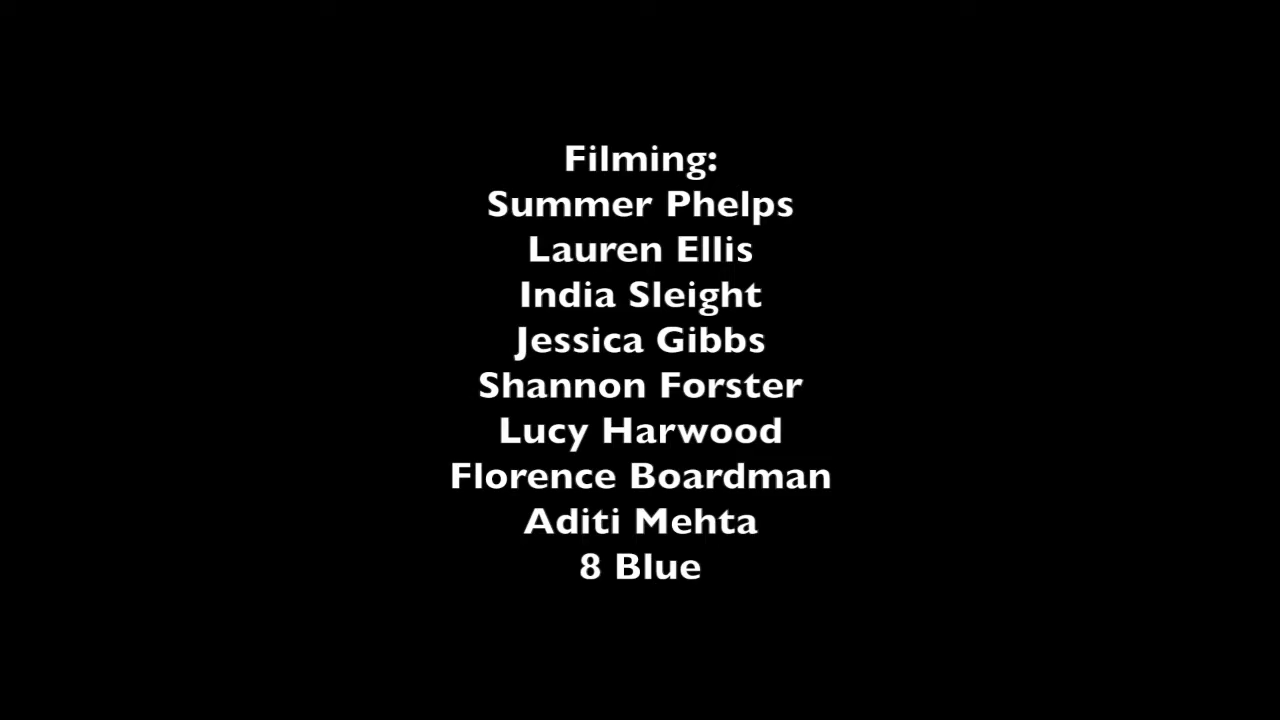 Filming:
Summer Phelps
Lauren Ellis
India Sleight
Jessica Gibbs
Shannon Forster
Lucy Harwood
Florence Boardman
Aditi Mehta
8 Blue